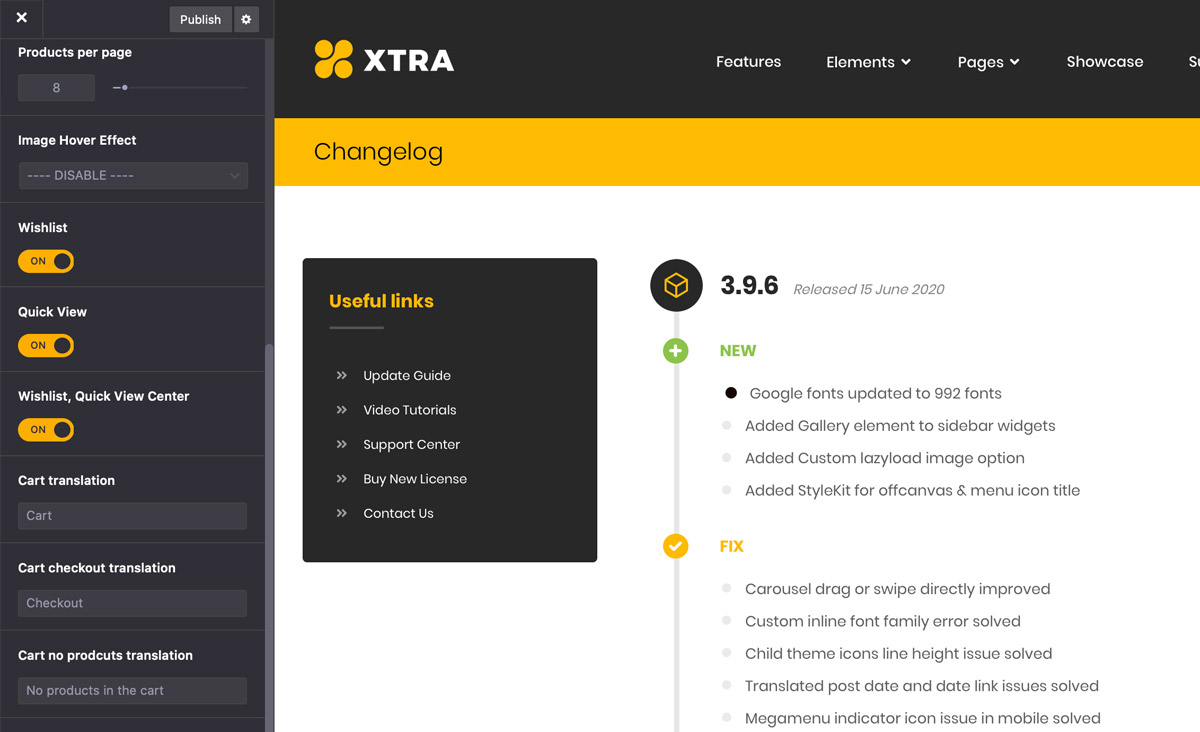 Publish
Products per page
8
Image Hover Effect
---- DISABLE ----
Wishlist
ON
Quick View
ON
Wishlist, Quick View Center
ON
Cart translation
Cart
Cart checkout translation
Checkout
Cart no prodcuts translation
No products in the cart
XTRA
Features
Elements
Pages
Showcase
Changelog
Useful links
Update Guide
Video Tutorials
Support Center
Buy New License
Contact Us
3.9.6 Released 15 June 2020
NEW
Google fonts updated to 992 fonts
Added Gallery element to sidebar widgets
Added Custom lazyload image option
Added StyleKit for offcanvas & menu icon title
FIX
Carousel drag or swipe directly improved
Custom inline font family error solved
Child theme icons line height issue solved
Translated post date and date link issues solved
Megamenu indicator icon issue in mobile solved